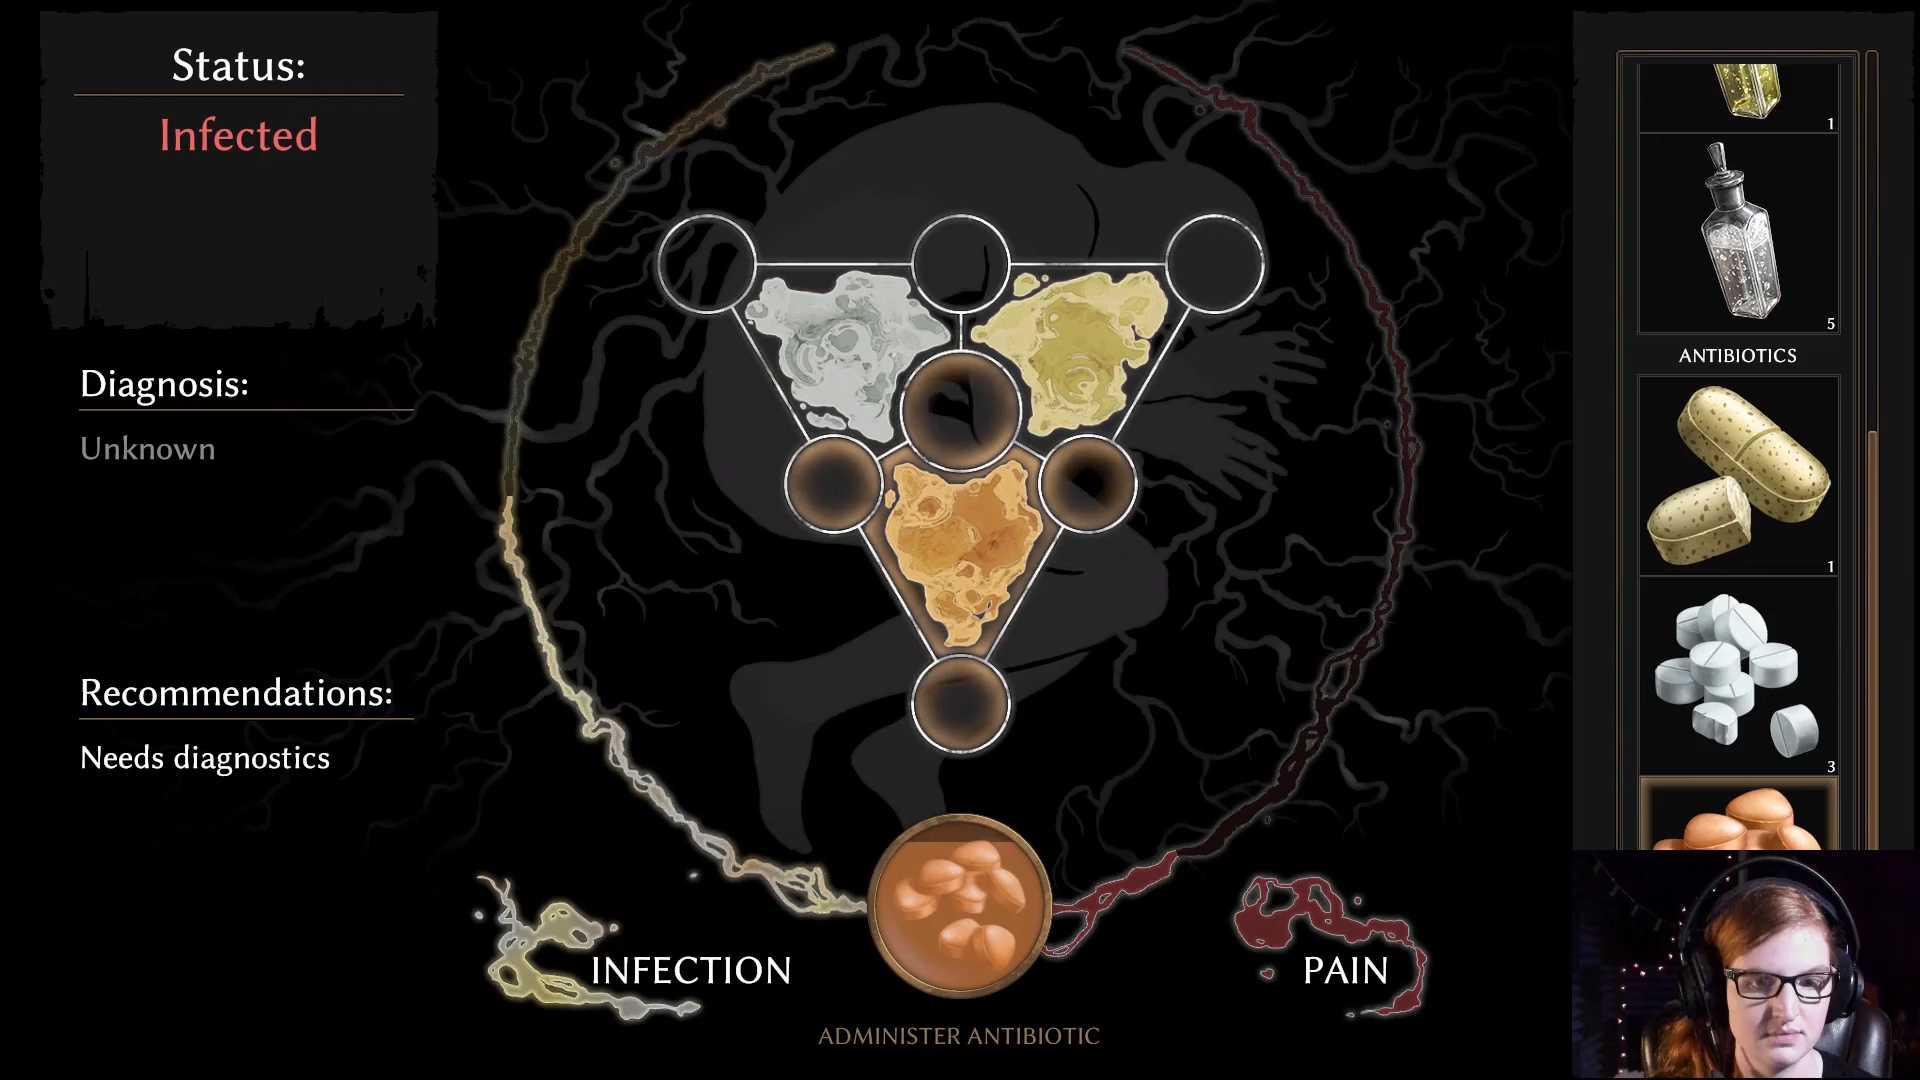 Status:
Infected
Diagnosis:
Unknown
Recommendations:
Needs diagnostics
INFECTION
PAIN
ADMINISTER ANTIBIOTIC
1
5
ANTIBIOTICS
1
3